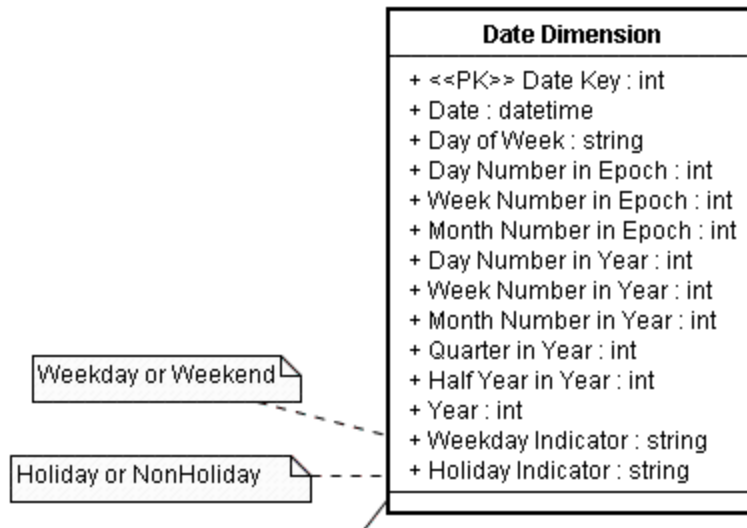 Date Dimension
+ <<PK>> Date Key : int
+ Date : datetime
+ Day of Week : string
+ Day Number in Epoch : int
+ Week Number in Epoch : int
+ Month Number in Epoch : int
+ Day Number in Year : int
+ Week Number in Year : int
+ Month Number in Year : int
+ Quarter in Year : int
+ Half Year in Year : int
+ Year : int
+ Weekday Indicator : string
+ Holiday Indicator : string
Weekday or Weekend
Holiday or NonHoliday